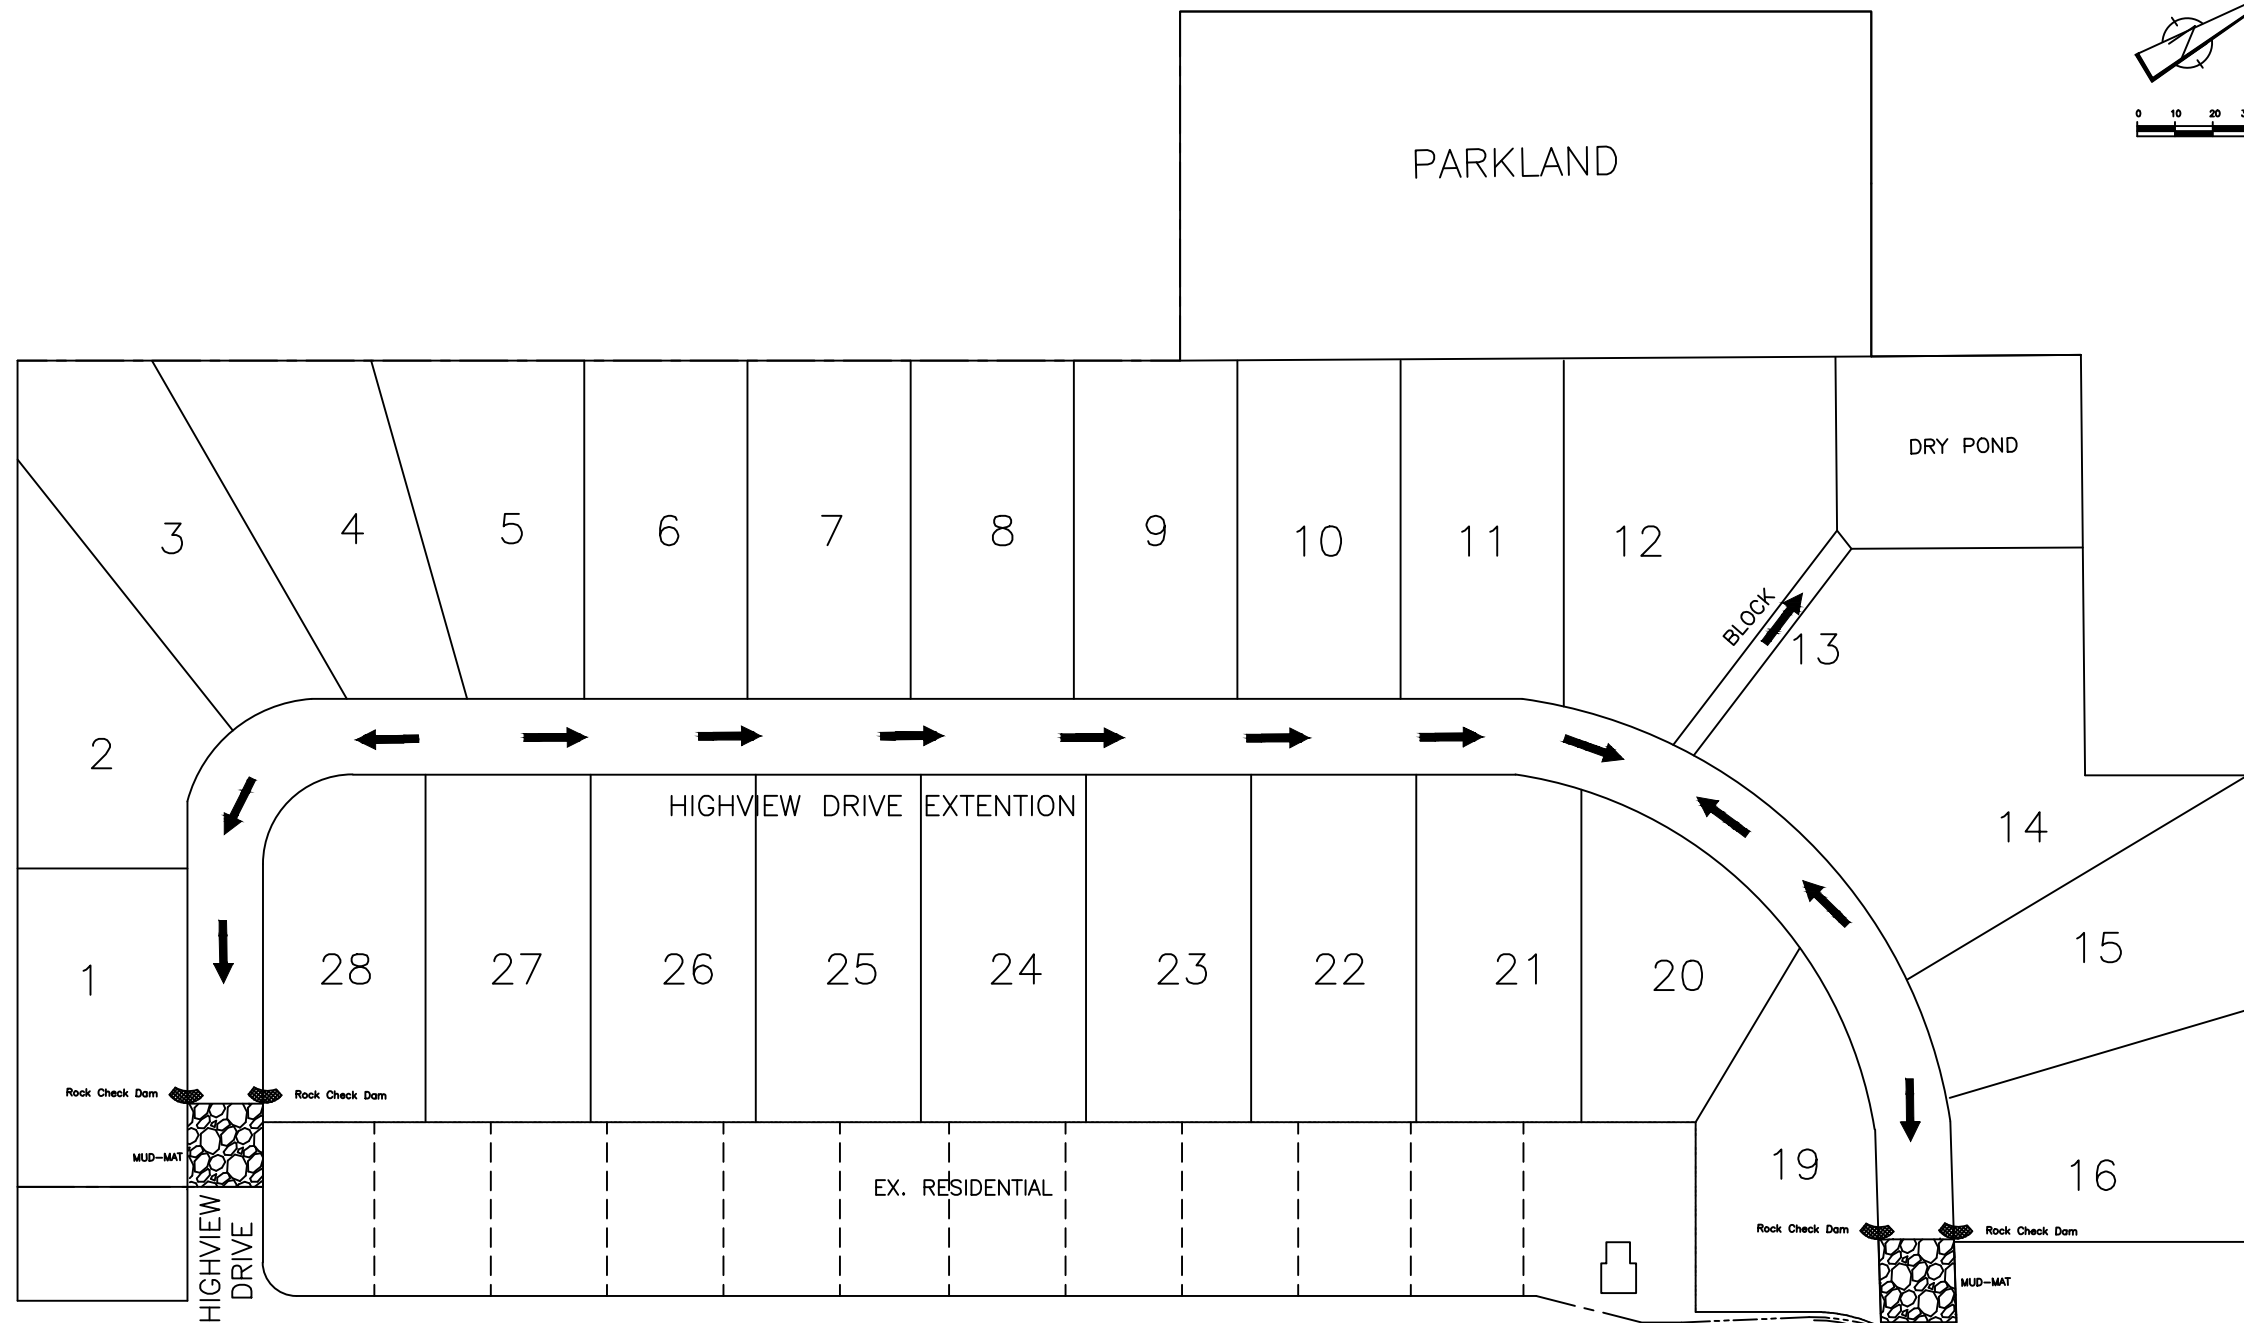 0 10 20
PARKLAND
DRY POND
3
4
5
6
7
8
9
10
11
12
BLOCK
13
2
HIGHVIEW DRIVE EXTENTION
14
15
1
28
27
26
25
24
23
22
21
20
Rock Check Dam
Rock Check Dam
MUD-MAT
EX. RESIDENTIAL
19
16
HIGHVIEW
DRIVE
Rock Check Dam
Rock Check Dam
MUD-MAT